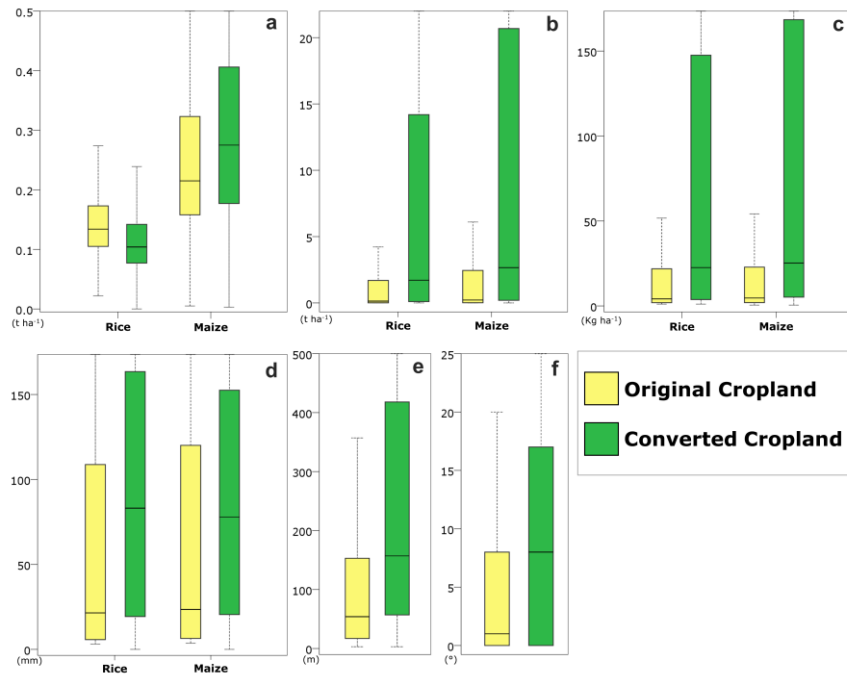 a
0.5
0.4
0.3
0.2
0.1
0.0
(t ha⁻¹)
Rice Maize
b
20
15
10
5
0
(t ha⁻¹)
Rice Maize
c
150
100
50
0
(Kg ha⁻¹)
Rice Maize
d
150
100
50
0
(mm)
Rice Maize
e
500
400
300
200
100
0
(m)
f
25
20
15
10
5
0
(°)
Original Cropland
Converted Cropland